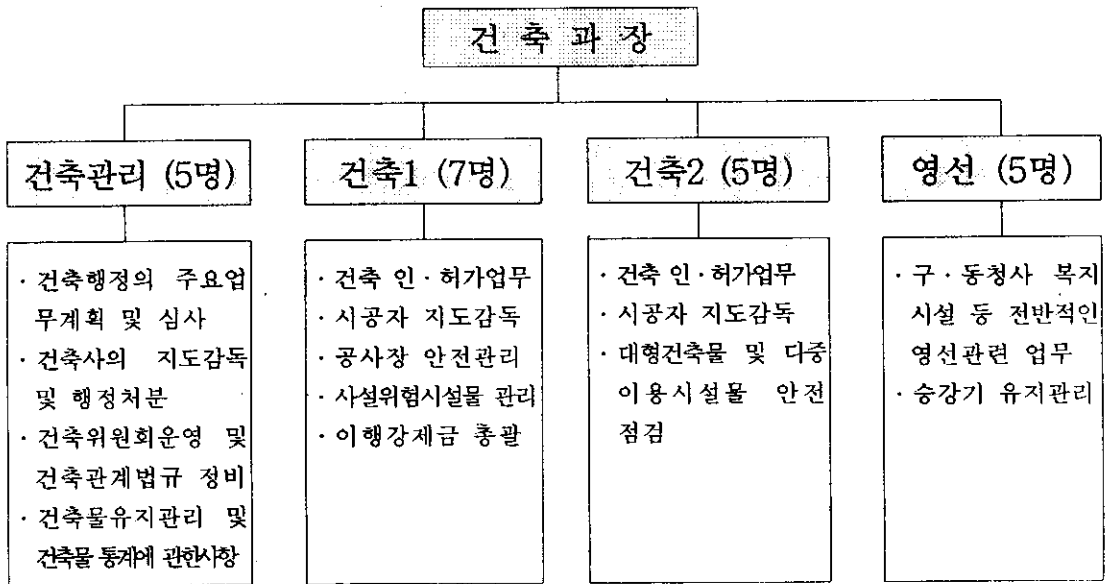 건 축 과 장
건축관리 (5명)
건축1 (7명)
건축2 (5명)
영선 (5명)
· 건축행정의 주요업
무계획 및 심사
· 건축사의 지도감독
및 행정처분
· 건축위원회운영 및
건축관계법규 정비
· 건축물유지관리 및
건축물 통계에 관한사항
· 건축 인·허가업무
· 시공자 지도감독
· 공사장 안전관리
· 사설위험시설물 관리
· 이행강제금 총괄
· 건축 인·허가업무
시공자 지도감독
· 대형건축물 및 다중
이용시설물 안전
점검
· 구·동청사 복지
시설 등 전반적인
영선관련 업무
· 승강기 유지관리